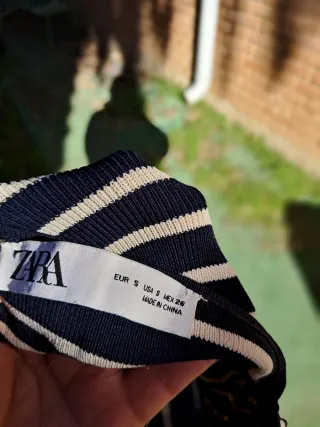 ZARA
EUR S USA S MEX 26
MADE IN CHINA